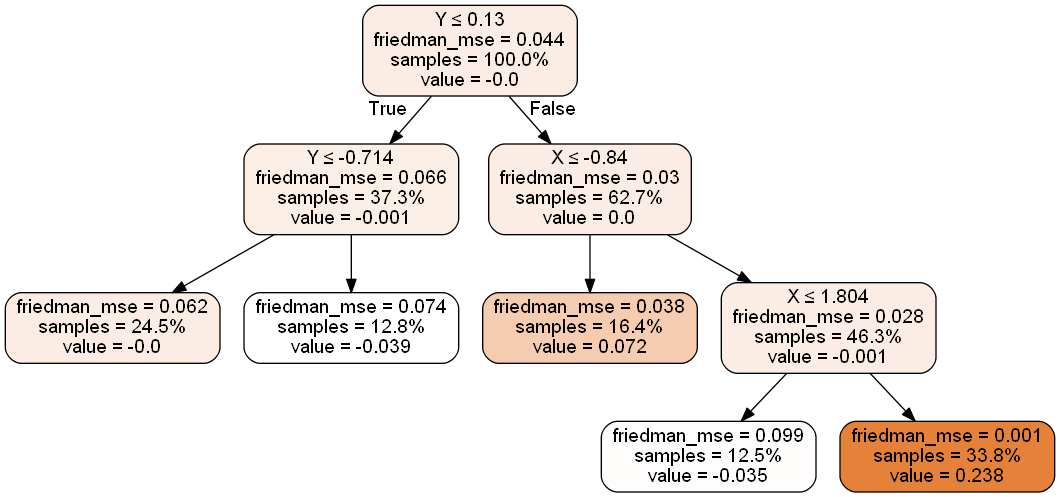 Y ≤ 0.13
friedman_mse = 0.044
samples = 100.0%
value = -0.0
True
False
Y ≤ -0.714
friedman_mse = 0.066
samples = 37.3%
value = -0.001
X ≤ -0.84
friedman_mse = 0.03
samples = 62.7%
value = 0.0
friedman_mse = 0.062
samples = 24.5%
value = -0.0
friedman_mse = 0.074
samples = 12.8%
value = -0.039
friedman_mse = 0.038
samples = 16.4%
value = 0.072
X ≤ 1.804
friedman_mse = 0.028
samples = 46.3%
value = -0.001
friedman_mse = 0.099
samples = 12.5%
value = -0.035
friedman_mse = 0.001
samples = 33.8%
value = 0.238